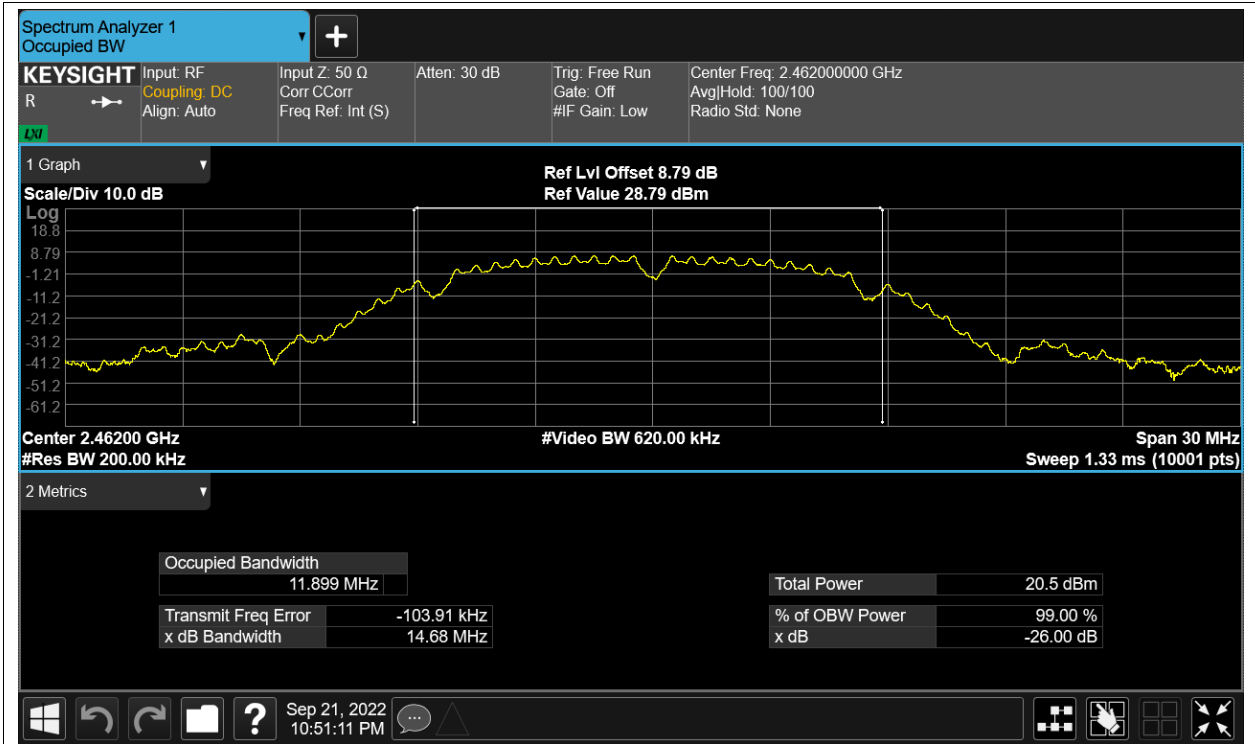 Spectrum Analyzer 1
Occupied BW
KEYSIGHT Input: RF Input Z: 50 Ω Atten: 30 dB Trig: Free Run Center Freq: 2.462000000 GHz
R Coupling: DC Corr CCorr Gate: Off Avg|Hold: 100/100
Align: Auto Freq Ref: Int (S) #IF Gain: Low Radio Std: None
LXI
1 Graph
Ref Lvl Offset 8.79 dB
Scale/Div 10.0 dB Ref Value 28.79 dBm
Log
18.8
8.79
-1.21
-11.2
-21.2
-31.2
-41.2
-51.2
-61.2
Center 2.46200 GHz #Video BW 620.00 kHz Span 30 MHz
#Res BW 200.00 kHz Sweep 1.33 ms (10001 pts)
2 Metrics
Occupied Bandwidth
11.899 MHz Total Power 20.5 dBm
Transmit Freq Error -103.91 kHz % of OBW Power 99.00 %
x dB Bandwidth 14.68 MHz x dB -26.00 dB
? Sep 21, 2022
10:51:11 PM